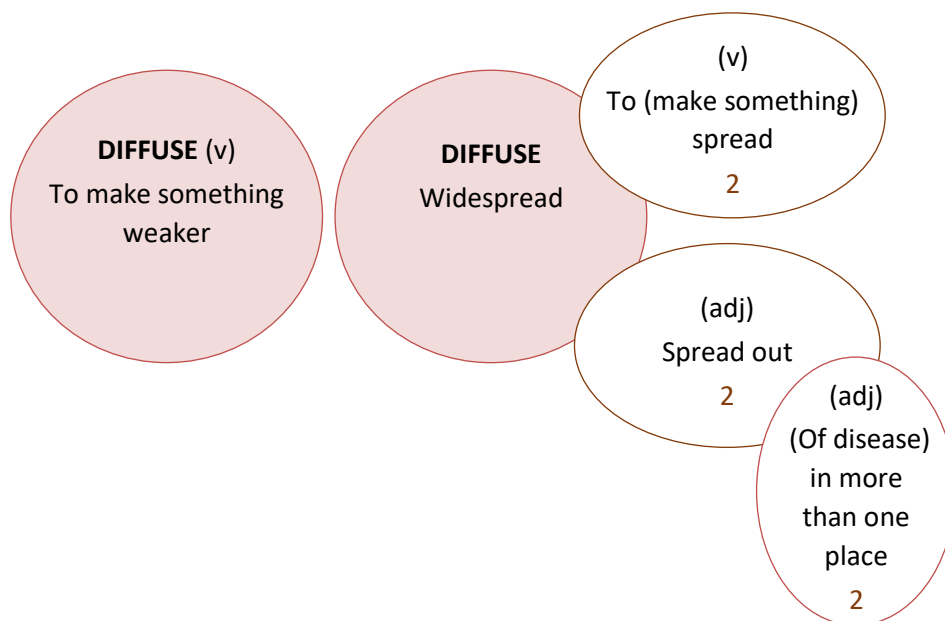 DIFFUSE (v)
To make something
weaker
DIFFUSE
Widespread
(v)
To (make something)
spread
2
(adj)
Spread out
2
(adj)
(Of disease)
in more
than one
place
2